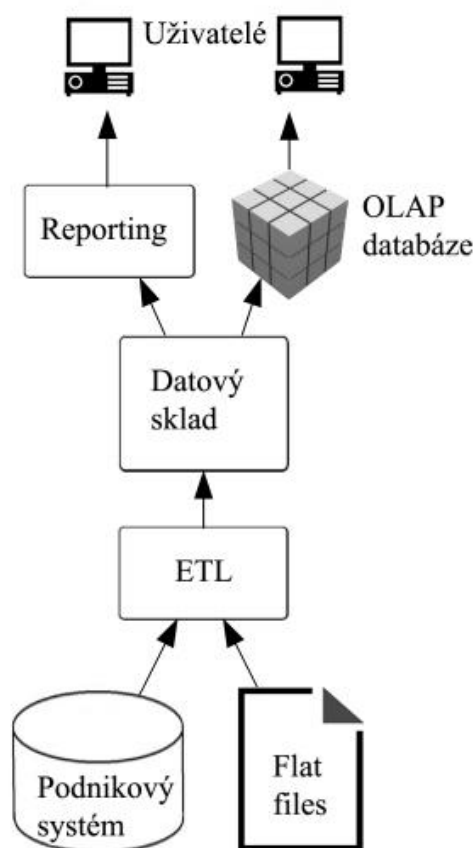 Uživatelé
Reporting
OLAP
databáze
Datový
sklad
ETL
Podnikový
systém
Flat
files